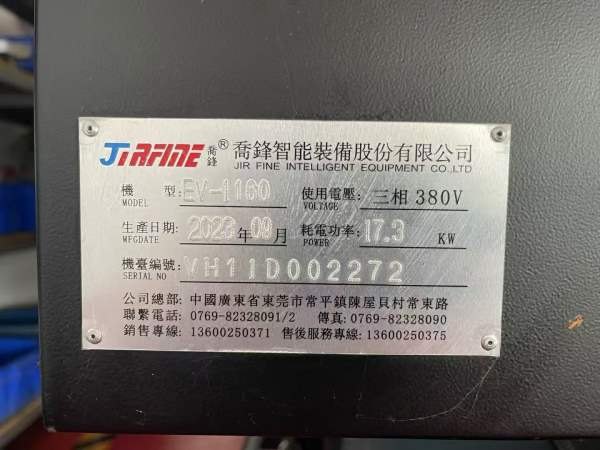 JIRFINE 喬鋒® 喬鋒智能裝備股份有限公司
JIR FINE INTELLIGENT EQUIPMENT CO.,LTD
機 型: EV-1160 使用電壓: 三相 380V
MODEL VOLTAGE
生產日期: 2023年09月 耗電功率: 17.3 KW
MFGDATE POWER
機臺編號: VH11D002272
SERIAL NO
公司總部: 中國廣東省東莞市常平鎮陳屋貝村常東路
聯繫電話: 0769-82328091/2 傳真: 0769-82328090
銷售專線: 13600250371 售後服務專線: 13600250375